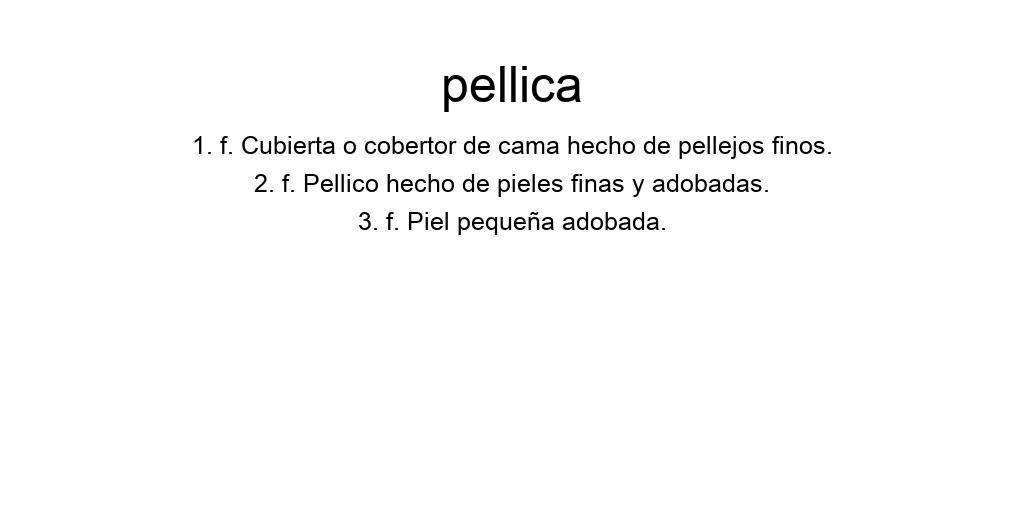 pellica
1. f. Cubierta o cobertor de cama hecho de pellejos finos.
2. f. Pellico hecho de pieles finas y adobadas.
3. f. Piel pequeña adobada.